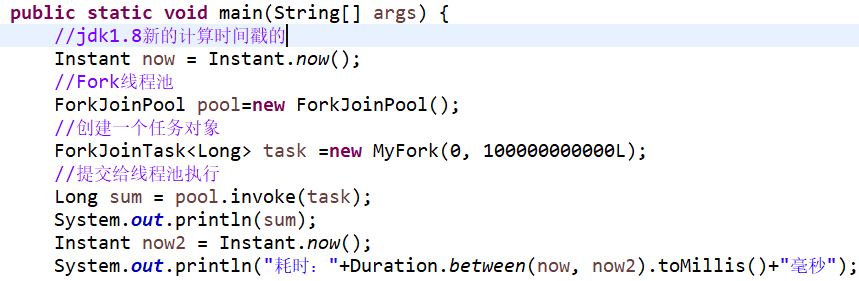 public static void main(String[] args) {
//jdk1.8新的计算时间戳的
Instant now = Instant.now();
//Fork线程池
ForkJoinPool pool=new ForkJoinPool();
//创建一个任务对象
ForkJoinTask<Long> task =new MyFork(0, 100000000000L);
//提交给线程池执行
Long sum = pool.invoke(task);
System.out.println(sum);
Instant now2 = Instant.now();
System.out.println("耗时："+Duration.between(now, now2).toMillis()+"毫秒");